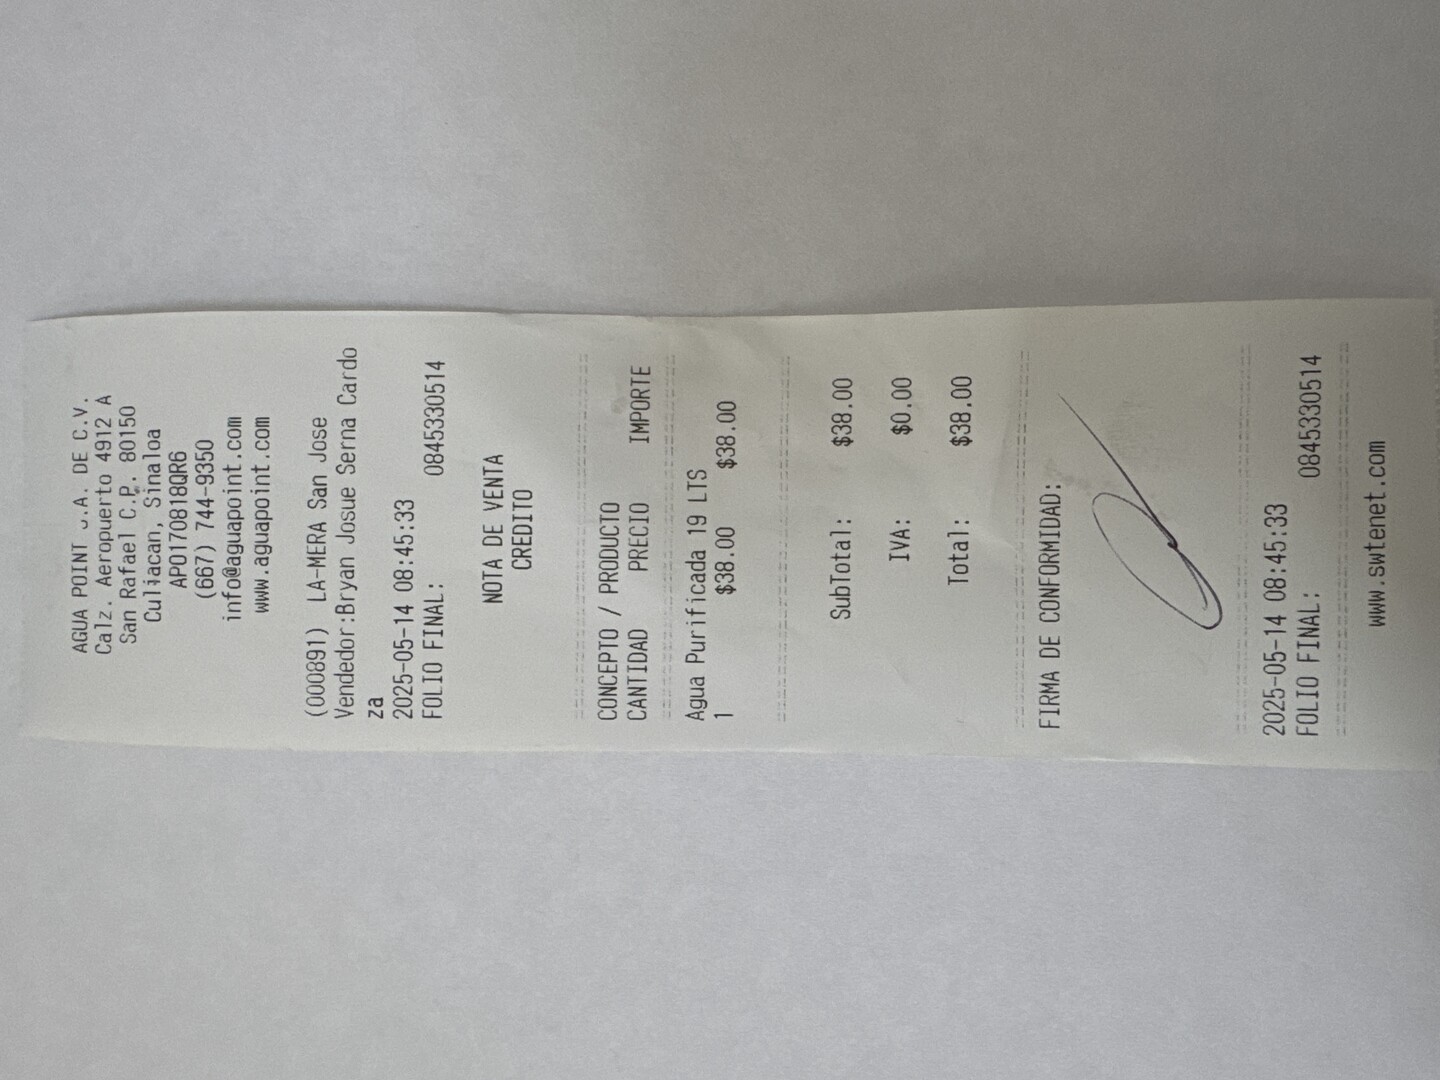 AGUA POINT S.A. DE C.V.
Calz. Aeropuerto 4912 A
San Rafael C.P. 80150
Culiacan, Sinaloa
APO170818QR6
(667) 744-9350
info@aguapoint.com
www.aguapoint.com
(000891) LA-MERA San Jose
Vendedor:Bryan Josue Serna Cardo
za
2025-05-14 08:45:33
FOLIO FINAL: 0845330514
NOTA DE VENTA
CREDITO
CONCEPTO / PRODUCTO
CANTIDAD PRECIO IMPORTE
Agua Purificada 19 LTS
1 $38.00 $38.00
SubTotal: $38.00
IVA: $0.00
Total: $38.00
FIRMA DE CONFORMIDAD:
2025-05-14 08:45:33
FOLIO FINAL: 0845330514
www.swtenet.com